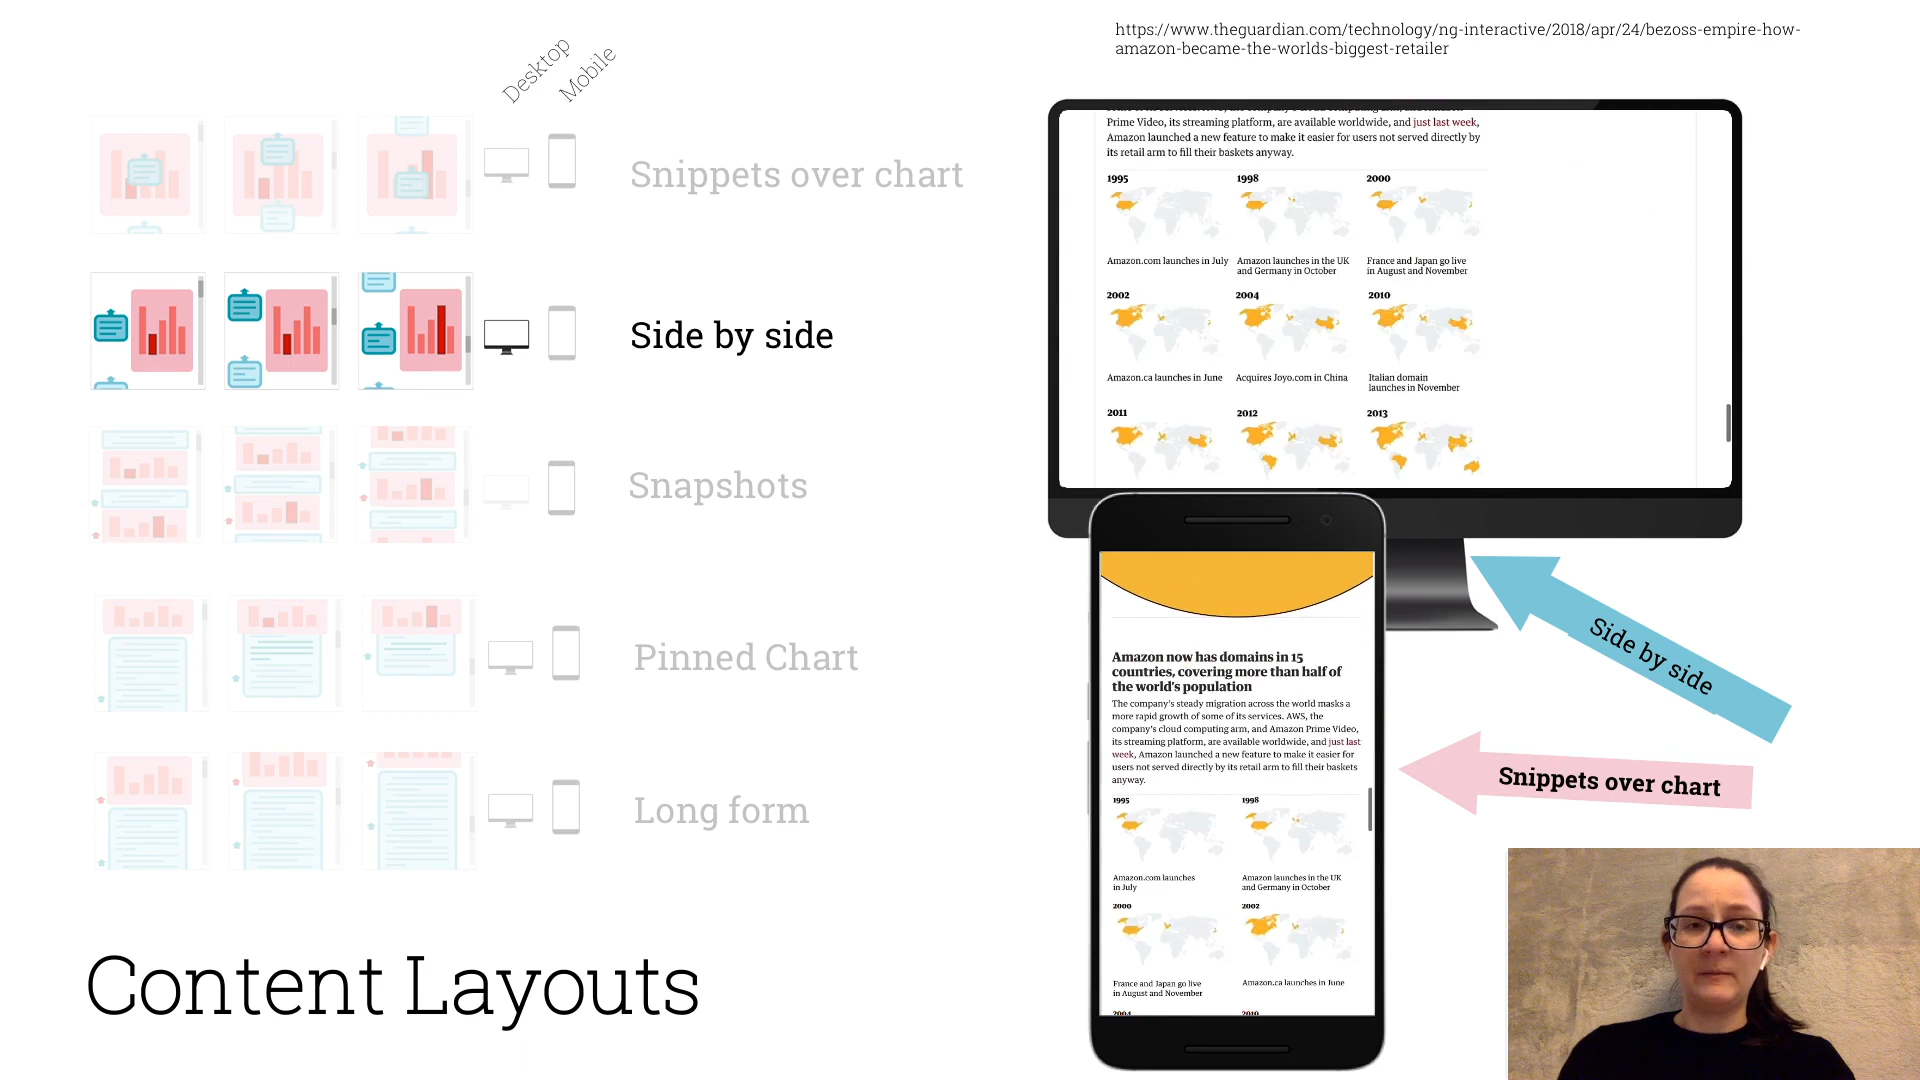 https://www.theguardian.com/technology/ng-interactive/2018/apr/24/bezoss-empire-how-
amazon-became-the-worlds-biggest-retailer
Desktop
Mobile
Snippets over chart
Side by side
Snapshots
Pinned Chart
Long form
Content Layouts
Prime Video, its streaming platform, are available worldwide, and just last week,
Amazon launched a new feature to make it easier for users not served directly by
its retail arm to fill their baskets anyway.
1995
1998
2000
Amazon.com launches in July
Amazon launches in the UK
and Germany in October
France and Japan go live
in August and November
2002
2004
2010
Amazon.ca launches in June
Acquires Joyo.com in China
Italian domain
launches in November
2011
2012
2013
Amazon now has domains in 15
countries, covering more than half of
the world's population
The company's steady migration across the world masks a
more rapid growth of some of its services. AWS, the
company's cloud computing arm, and Amazon Prime Video,
its streaming platform, are available worldwide, and just last
week, Amazon launched a new feature to make it easier for
users not served directly by its retail arm to fill their baskets
anyway.
1995
1998
Amazon.com launches
in July
Amazon launches in the UK
and Germany in October
2000
2002
France and Japan go live
in August and November
Amazon.ca launches in June
2004
2010
Side by side
Snippets over chart